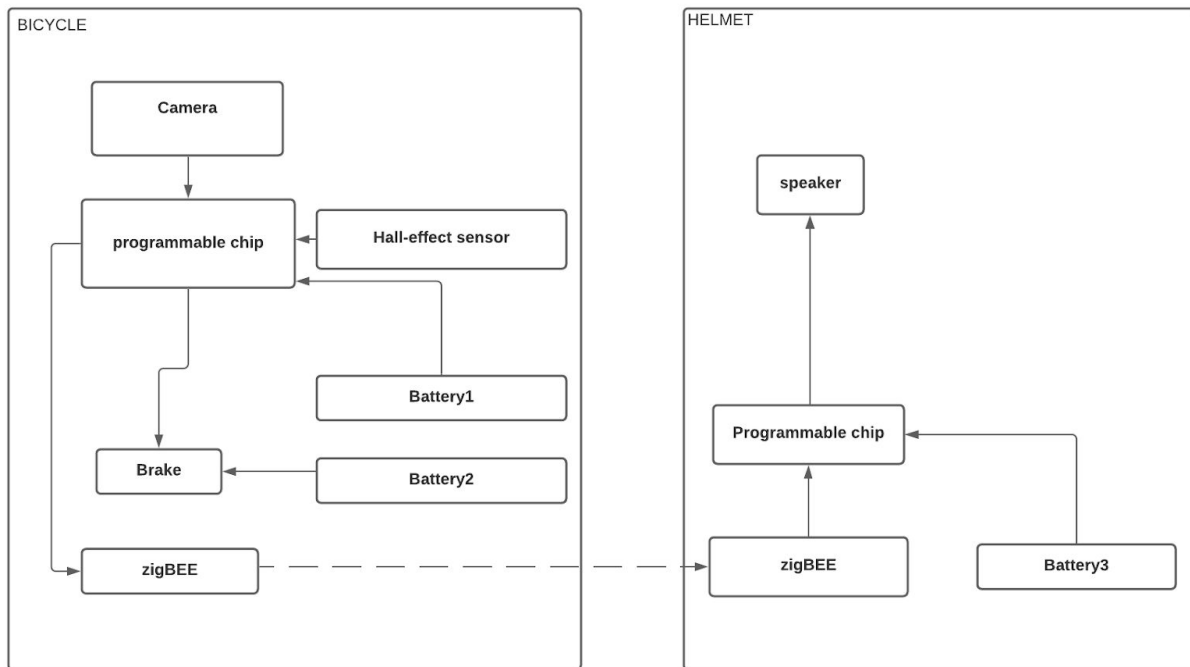 BICYCLE
Camera
programmable chip
Hall-effect sensor
Battery1
Brake
Battery2
zigBEE
HELMET
speaker
Programmable chip
zigBEE
Battery3